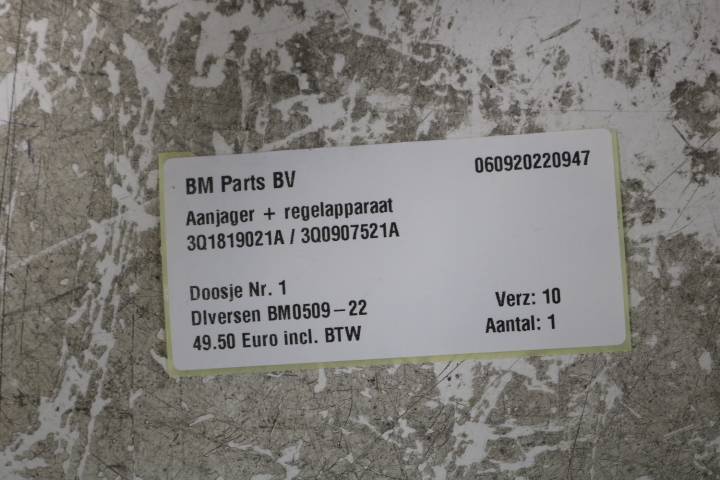 BM Parts BV
060920220947
Aanjager + regelapparaat
3Q1819021A / 3Q0907521A
Doosje Nr. 1
DIversen BM0509-22
Verz: 10
49.50 Euro incl. BTW
Aantal: 1